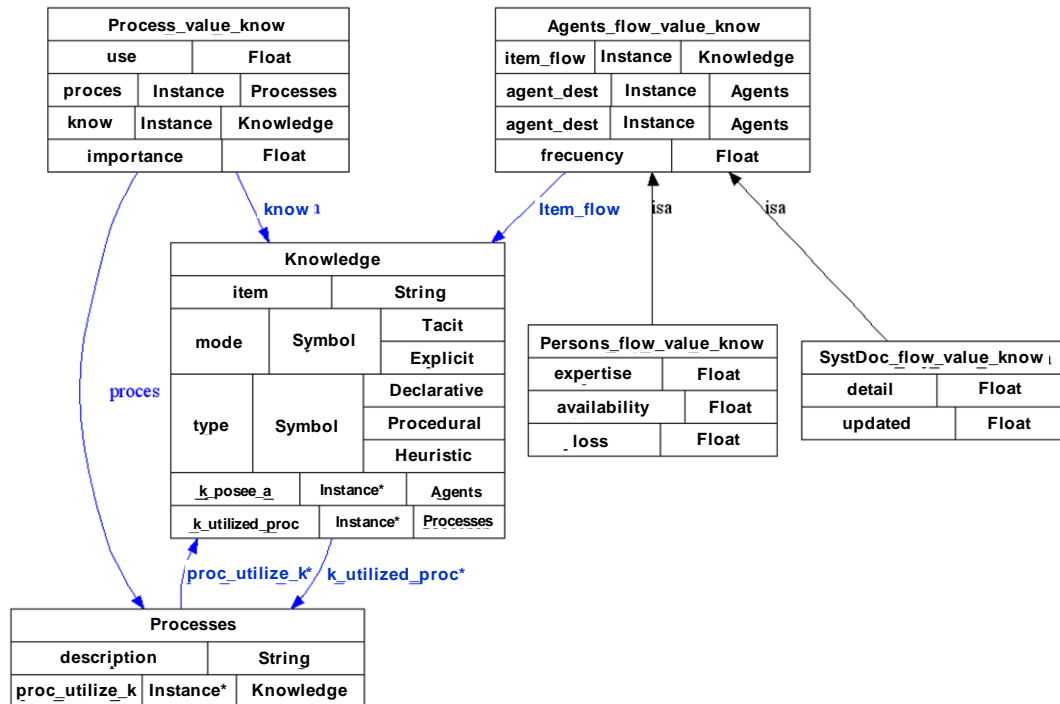 Process_value_know
use Float
proces Instance Processes
know Instance Knowledge
importance Float
Agents_flow_value_know
item_flow Instance Knowledge
agent_dest Instance Agents
agent_dest Instance Agents
frecuency Float
know
Item_flow
isa
isa
Knowledge
item String
mode Symbol Tacit
Explicit
type Symbol Declarative
Procedural
Heuristic
k_posee_a Instance* Agents
k_utilized_proc Instance* Processes
Persons_flow_value_know
expertise Float
availability Float
loss Float
SystDoc_flow_value_know
detail Float
updated Float
proces
proc_utilize_k* k_utilized_proc*
Processes
description String
proc_utilize_k Instance* Knowledge